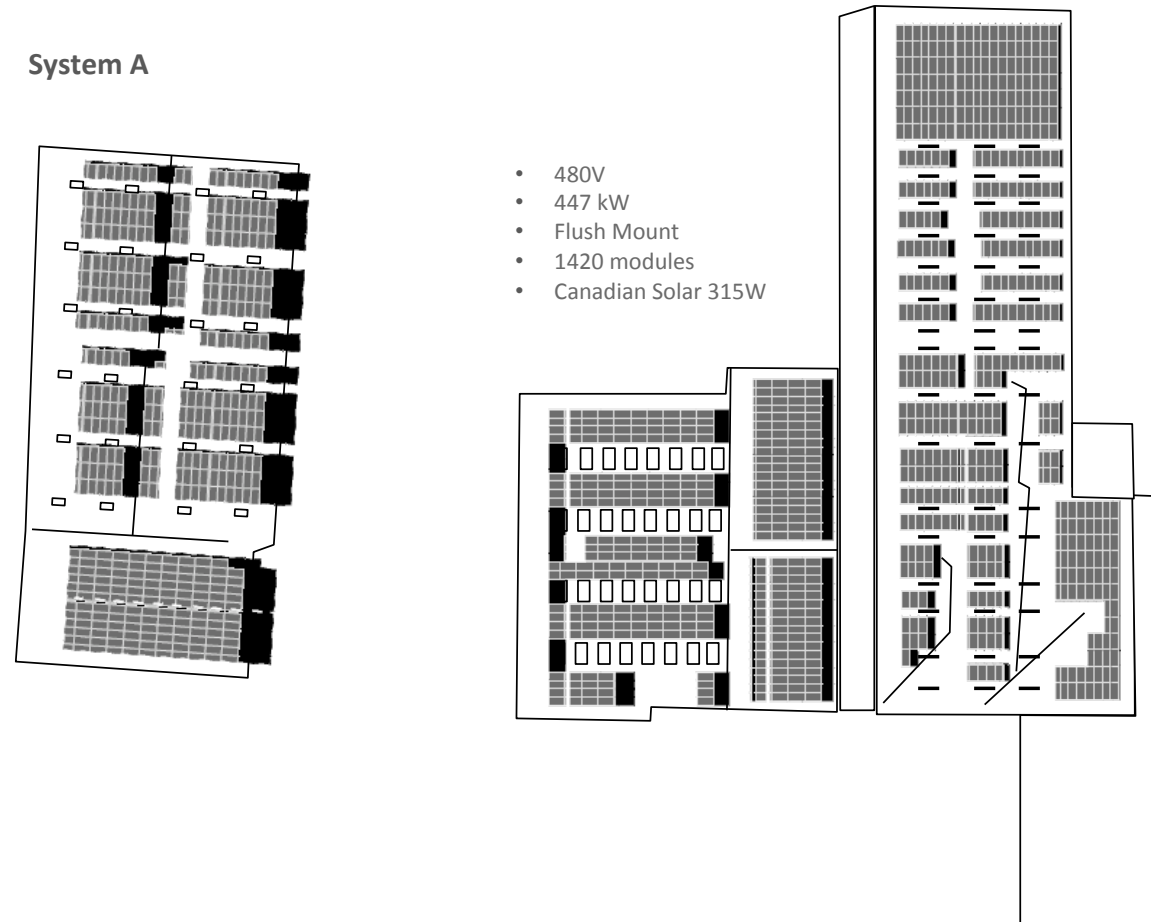 System A
• 480V
• 447 kW
• Flush Mount
• 1420 modules
• Canadian Solar 315W